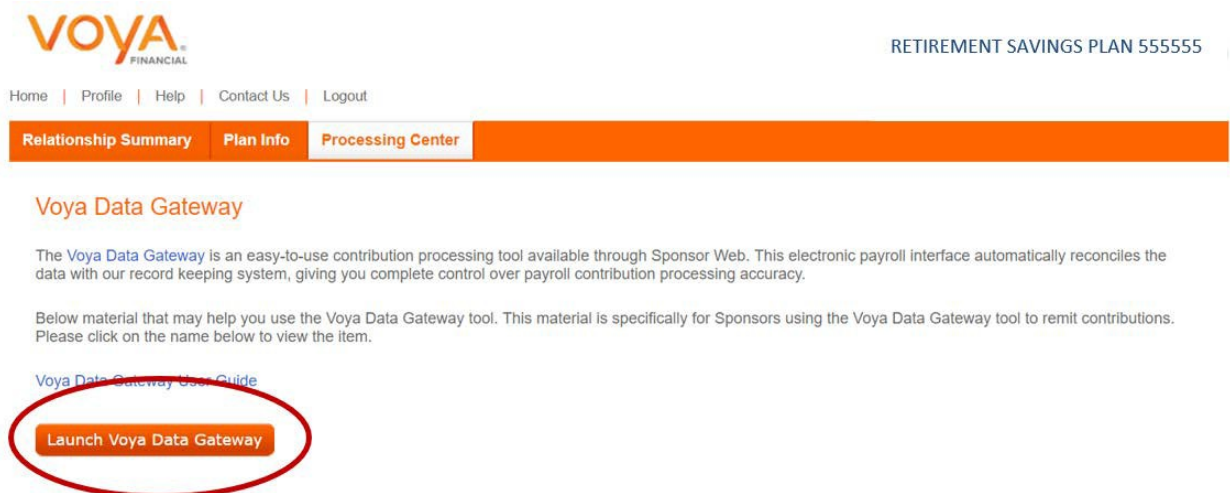 VOYA.
FINANCIAL
RETIREMENT SAVINGS PLAN 555555
Home | Profile | Help | Contact Us | Logout
Relationship Summary Plan Info Processing Center
Voya Data Gateway
The Voya Data Gateway is an easy-to-use contribution processing tool available through Sponsor Web. This electronic payroll interface automatically reconciles the
data with our record keeping system, giving you complete control over payroll contribution processing accuracy.
Below material that may help you use the Voya Data Gateway tool. This material is specifically for Sponsors using the Voya Data Gateway tool to remit contributions.
Please click on the name below to view the item.
Voya Data Gateway User Guide
Launch Voya Data Gateway